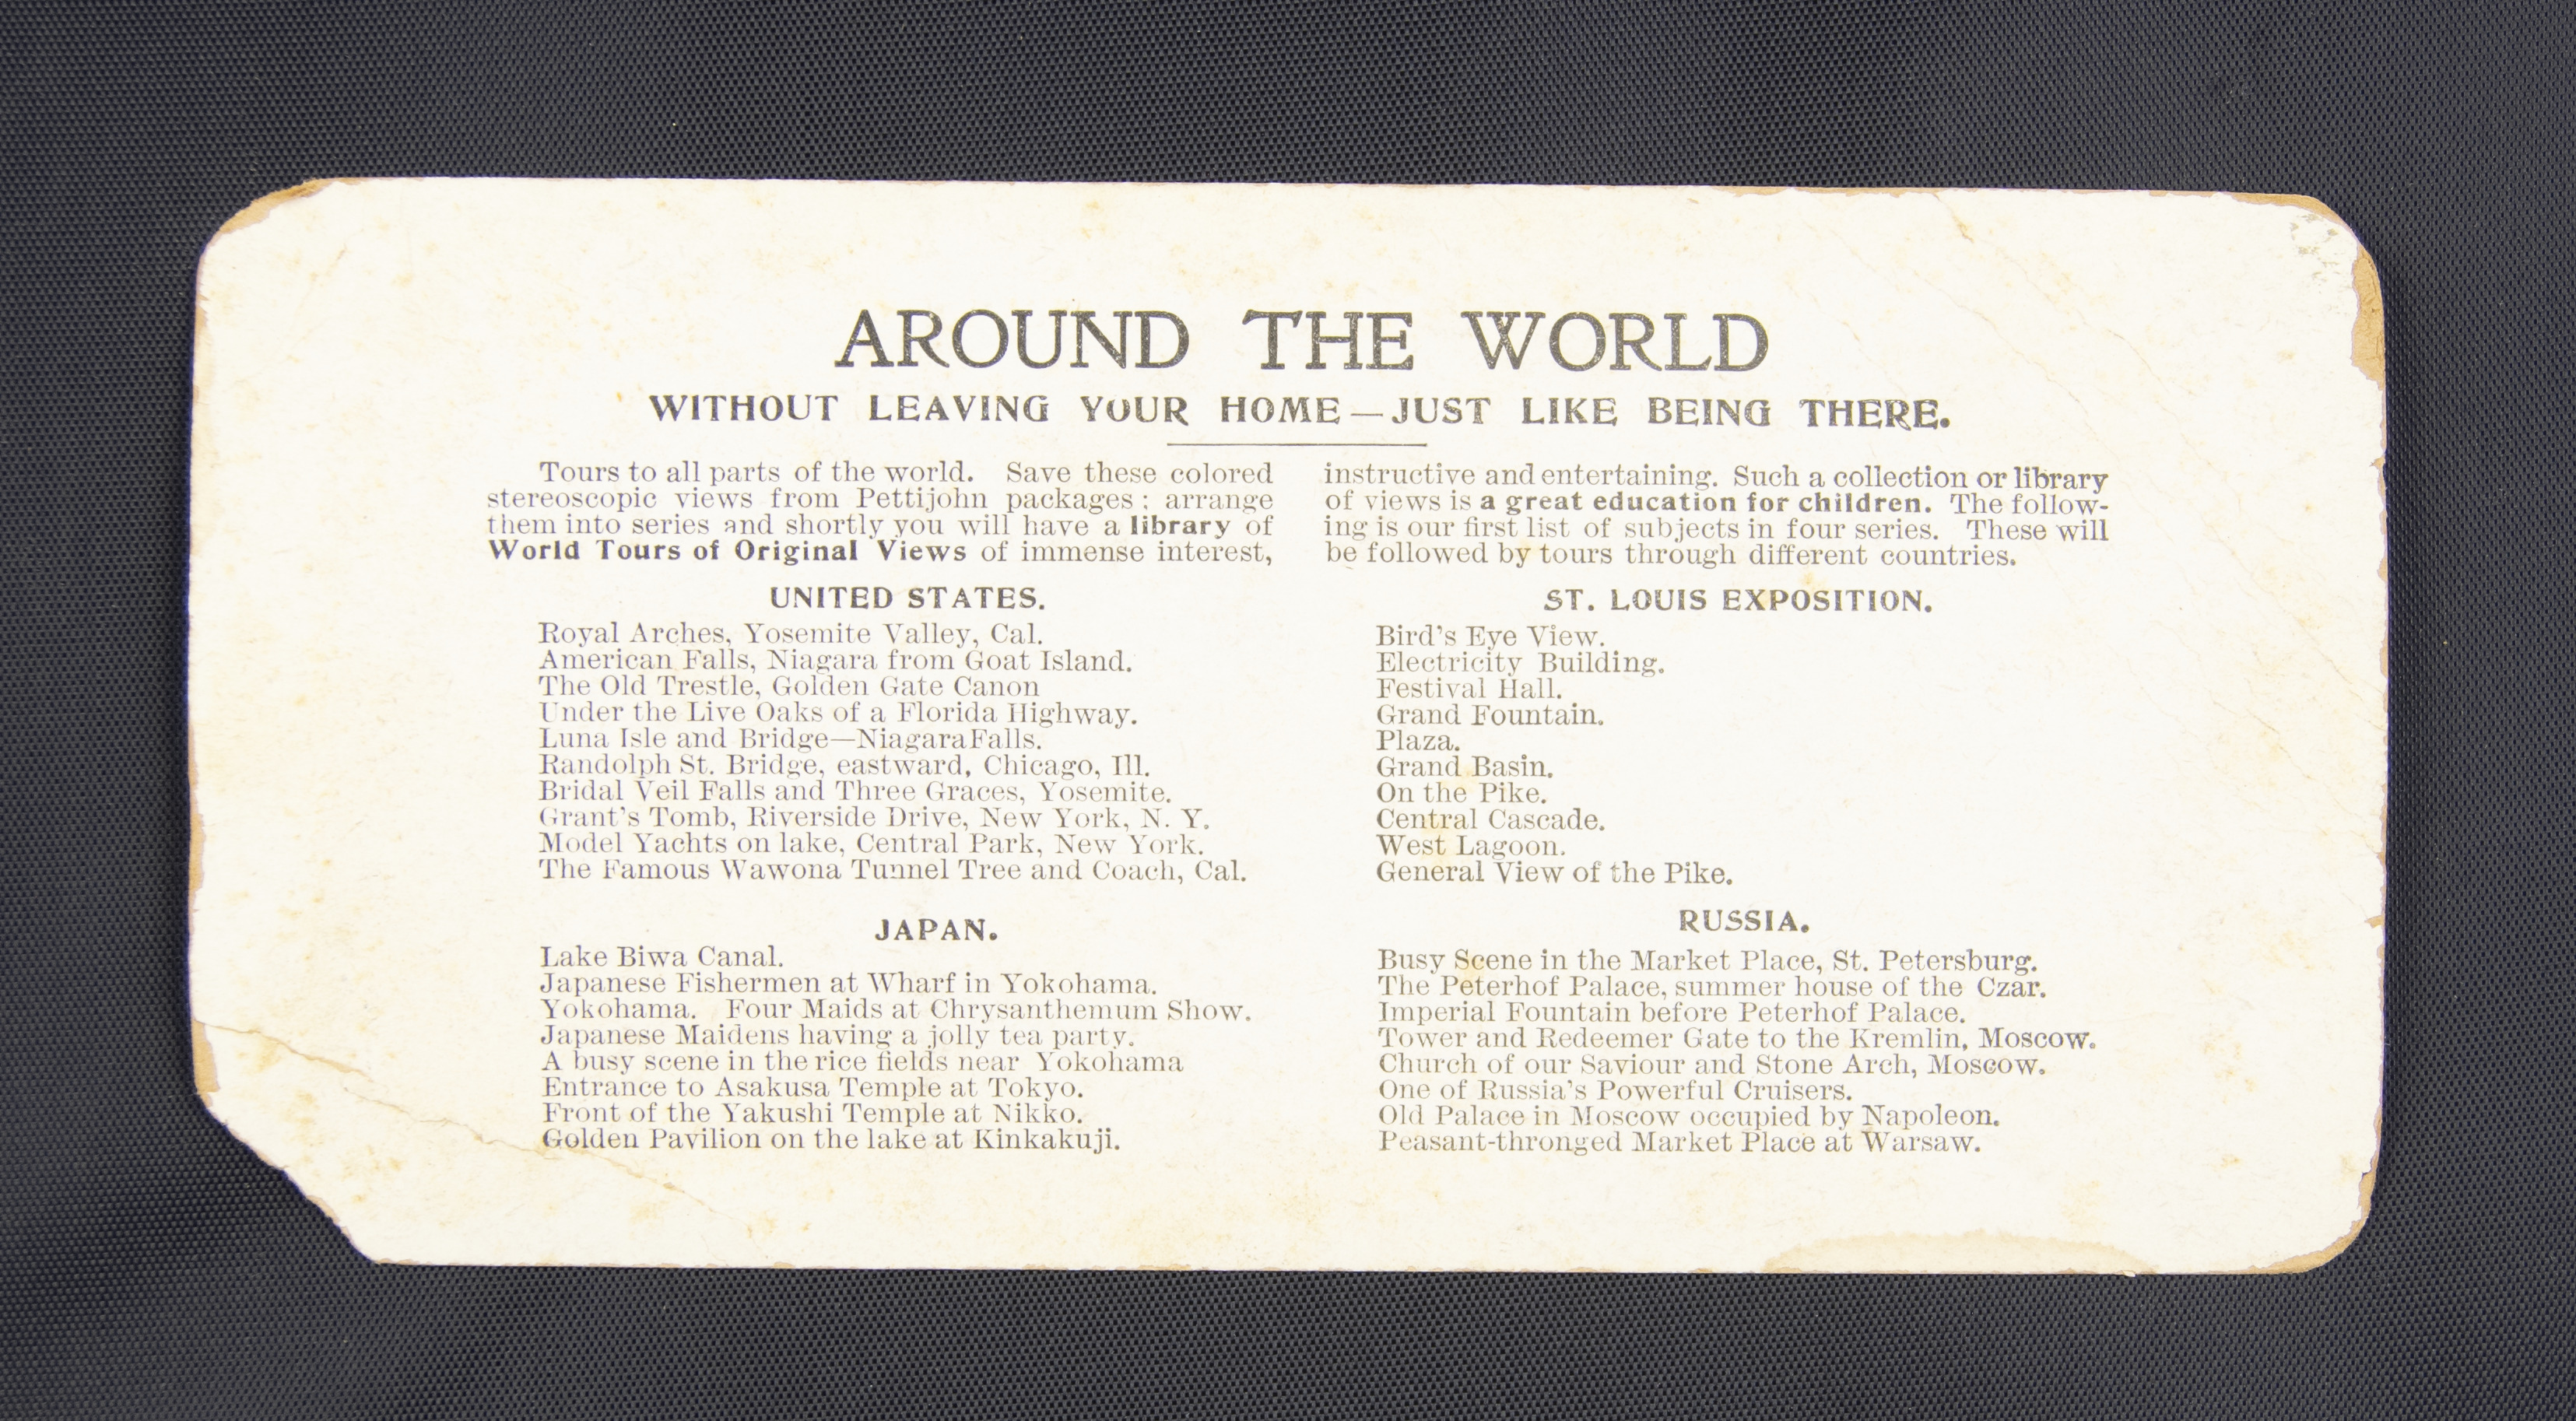 AROUND THE WORLD
WITHOUT LEAVING YOUR HOME—JUST LIKE BEING THERE.
Tours to all parts of the world. Save these colored
stereoscopic views from Pettijohn packages; arrange
them into series and shortly you will have a library of
World Tours of Original Views of immense interest,
instructive and entertaining. Such a collection or library
of views is a great education for children. The follow-
ing is our first list of subjects in four series. These will
be followed by tours through different countries.
UNITED STATES.
Royal Arches, Yosemite Valley, Cal.
American Falls, Niagara from Goat Island.
The Old Trestle, Golden Gate Canon
Under the Live Oaks of a Florida Highway.
Luna Isle and Bridge—NiagaraFalls.
Randolph St. Bridge, eastward, Chicago, Ill.
Bridal Veil Falls and Three Graces, Yosemite.
Grant's Tomb, Riverside Drive, New York, N. Y.
Model Yachts on lake, Central Park, New York.
The Famous Wawona Tunnel Tree and Coach, Cal.
JAPAN.
Lake Biwa Canal.
Japanese Fishermen at Wharf in Yokohama.
Yokohama. Four Maids at Chrysanthemum Show.
Japanese Maidens having a jolly tea party.
A busy scene in the rice fields near Yokohama
Entrance to Asakusa Temple at Tokyo.
Front of the Yakushi Temple at Nikko.
Golden Pavilion on the lake at Kinkakuji.
ST. LOUIS EXPOSITION.
Bird's Eye View.
Electricity Building.
Festival Hall.
Grand Fountain.
Plaza.
Grand Basin.
On the Pike.
Central Cascade.
West Lagoon.
General View of the Pike.
RUSSIA.
Busy Scene in the Market Place, St. Petersburg.
The Peterhof Palace, summer house of the Czar.
Imperial Fountain before Peterhof Palace.
Tower and Redeemer Gate to the Kremlin, Moscow.
Church of our Saviour and Stone Arch, Moscow.
One of Russia's Powerful Cruisers.
Old Palace in Moscow occupied by Napoleon.
Peasant-thronged Market Place at Warsaw.